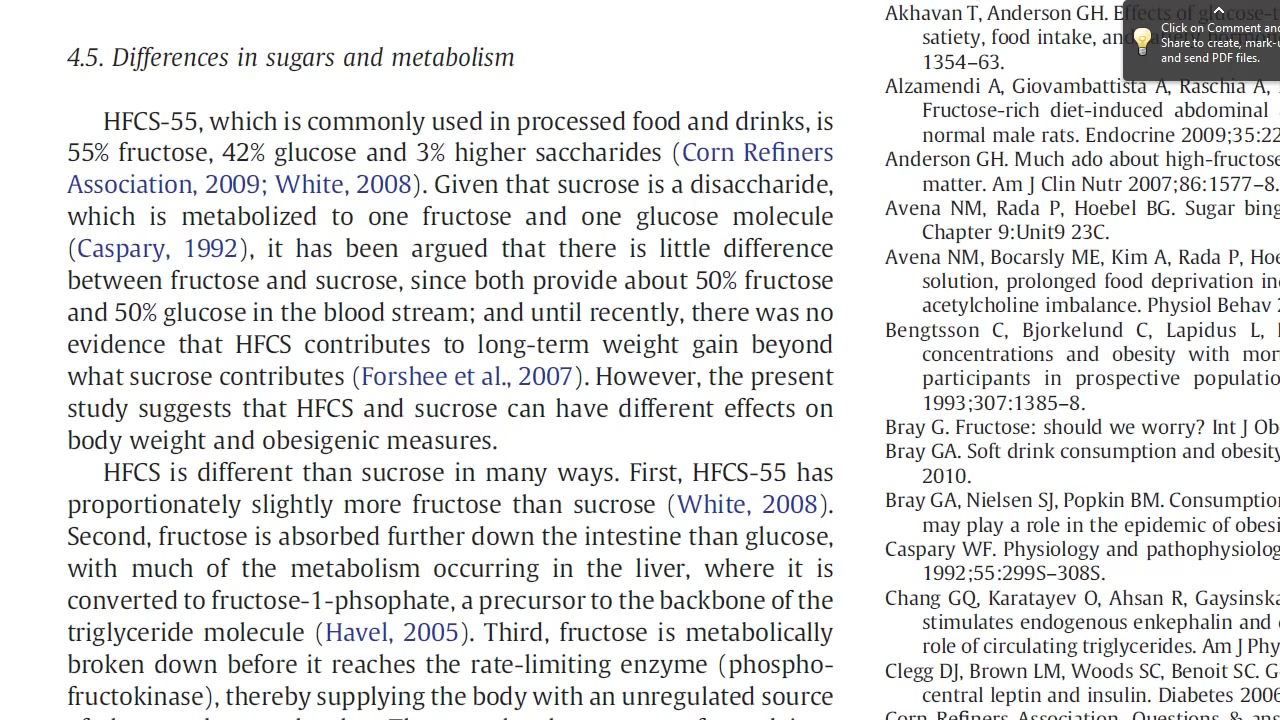 4.5. Differences in sugars and metabolism
HFCS-55, which is commonly used in processed food and drinks, is
55% fructose, 42% glucose and 3% higher saccharides (Corn Refiners
Association, 2009; White, 2008). Given that sucrose is a disaccharide,
which is metabolized to one fructose and one glucose molecule
(Caspary, 1992), it has been argued that there is little difference
between fructose and sucrose, since both provide about 50% fructose
and 50% glucose in the blood stream; and until recently, there was no
evidence that HFCS contributes to long-term weight gain beyond
what sucrose contributes (Forshee et al., 2007). However, the present
study suggests that HFCS and sucrose can have different effects on
body weight and obesigenic measures.
HFCS is different than sucrose in many ways. First, HFCS-55 has
proportionately slightly more fructose than sucrose (White, 2008).
Second, fructose is absorbed further down the intestine than glucose,
with much of the metabolism occurring in the liver, where it is
converted to fructose-1-phsophate, a precursor to the backbone of the
triglyceride molecule (Havel, 2005). Third, fructose is metabolically
broken down before it reaches the rate-limiting enzyme (phospho-
fructokinase), thereby supplying the body with an unregulated source
Akhavan T, Anderson GH. Effects of glucose-t
satiety, food intake, and
1354–63.
Alzamendi A, Giovambattista A, Raschia A,
Fructose-rich diet-induced abdominal
normal male rats. Endocrine 2009;35:22
Anderson GH. Much ado about high-fructose
matter. Am J Clin Nutr 2007;86:1577–8.
Avena NM, Rada P, Hoebel BG. Sugar bing
Chapter 9:Unit9 23C.
Avena NM, Bocarsly ME, Kim A, Rada P, Hoe
solution, prolonged food deprivation in
acetylcholine imbalance. Physiol Behav
Bengtsson C, Bjorkelund C, Lapidus L,
concentrations and obesity with mor
participants in prospective populatio
1993;307:1385–8.
Bray G. Fructose: should we worry? Int J Ob
Bray GA. Soft drink consumption and obesity
2010.
Bray GA, Nielsen SJ, Popkin BM. Consumption
may play a role in the epidemic of obesi
Caspary WF. Physiology and pathophysiolog
1992;55:299S–308S.
Chang GQ, Karatayev O, Ahsan R, Gaysinska
stimulates endogenous enkephalin and
role of circulating triglycerides. Am J Phy
Clegg DJ, Brown LM, Woods SC, Benoit SC. G
central leptin and insulin. Diabetes 2006
Corn Refiners Association. Questions & ans
Click on Comment and
Share to create, mark-u
and send PDF files.